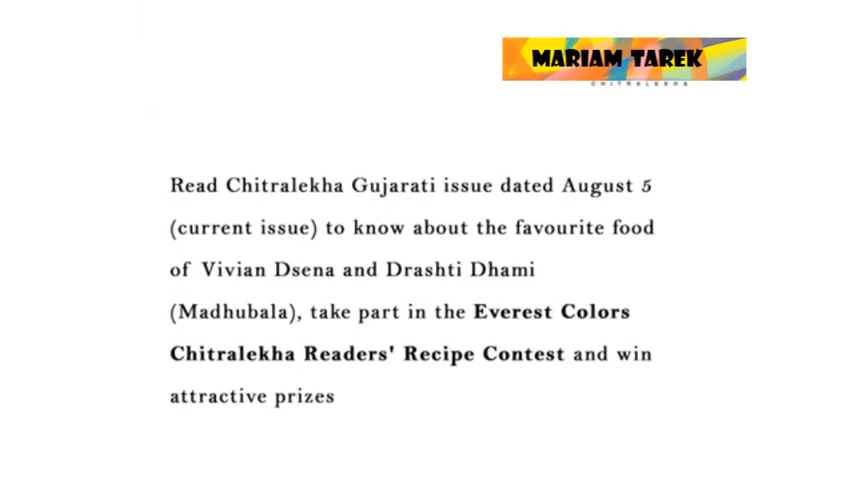 MARIAM TAREK
CHITRALEKHA
Read Chitralekha Gujarati issue dated August 5
(current issue) to know about the favourite food
of Vivian Dsena and Drashti Dhami
(Madhubala), take part in the Everest Colors
Chitralekha Readers' Recipe Contest and win
attractive prizes